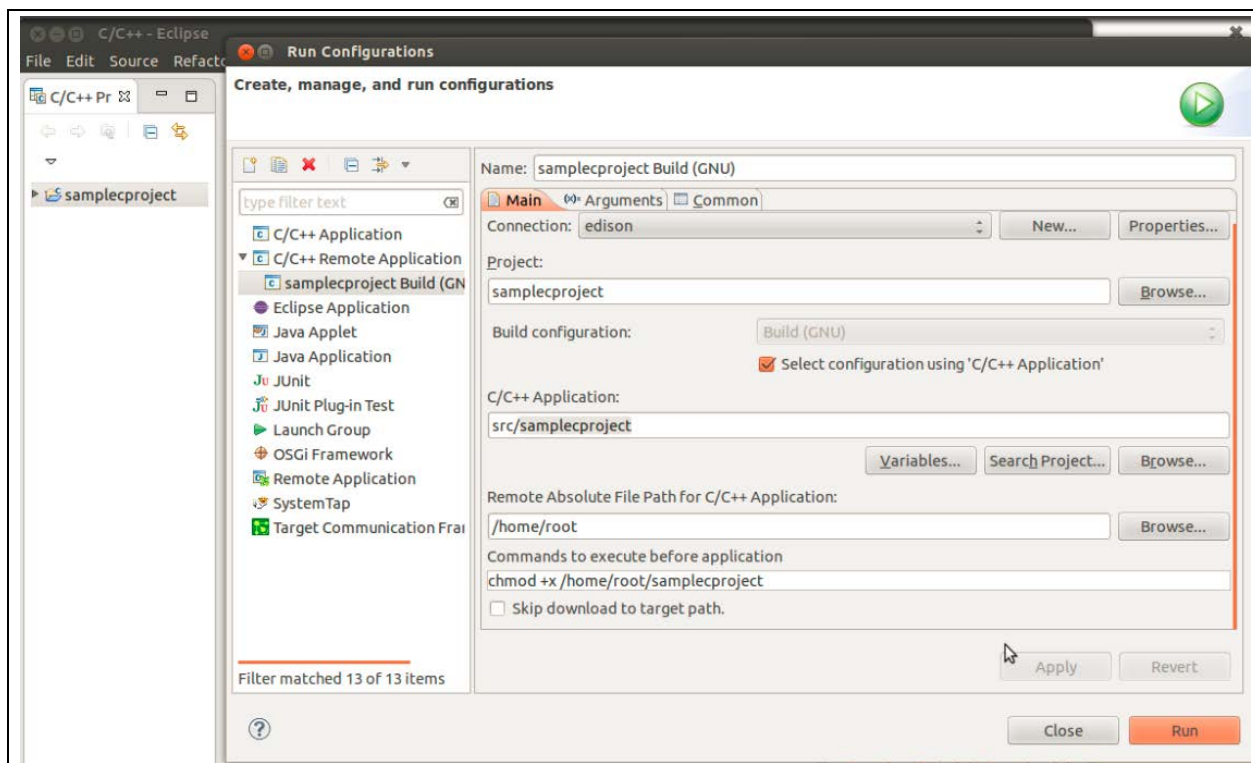 C/C++ - Eclipse
File Edit Source Refacto
C/C++ Pr
samplecproject
Run Configurations
Create, manage, and run configurations
type filter text
C/C++ Application
C/C++ Remote Application
samplecproject Build (GN
Eclipse Application
Java Applet
Java Application
Ju JUnit
JUnit Plug-in Test
Launch Group
OSGi Framework
Remote Application
SystemTap
Target Communication Fra
Filter matched 13 of 13 items
Name: samplecproject Build (GNU)
Main (x)= Arguments Common
Connection: edison New... Properties...
Project:
samplecproject Browse...
Build configuration: Build (GNU)
Select configuration using 'C/C++ Application'
C/C++ Application:
src/samplecproject
Variables... Search Project... Browse...
Remote Absolute File Path for C/C++ Application:
/home/root Browse...
Commands to execute before application
chmod +x /home/root/samplecproject
Skip download to target path.
Apply Revert
? Close Run